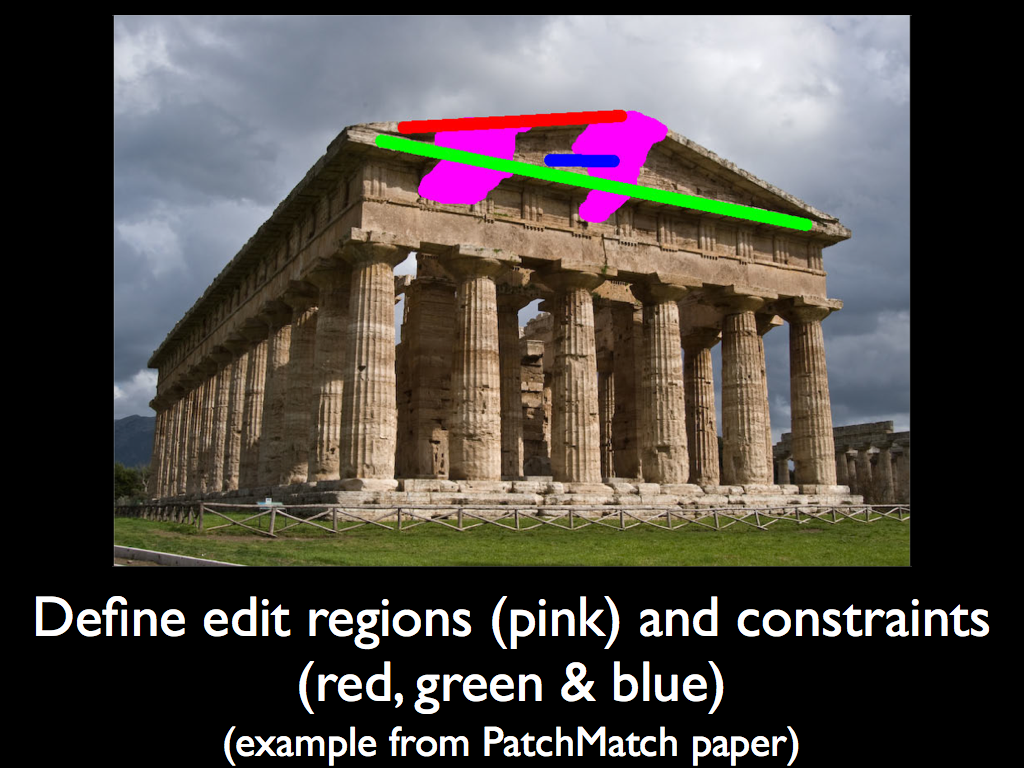 Define edit regions (pink) and constraints
(red, green & blue)
(example from PatchMatch paper)